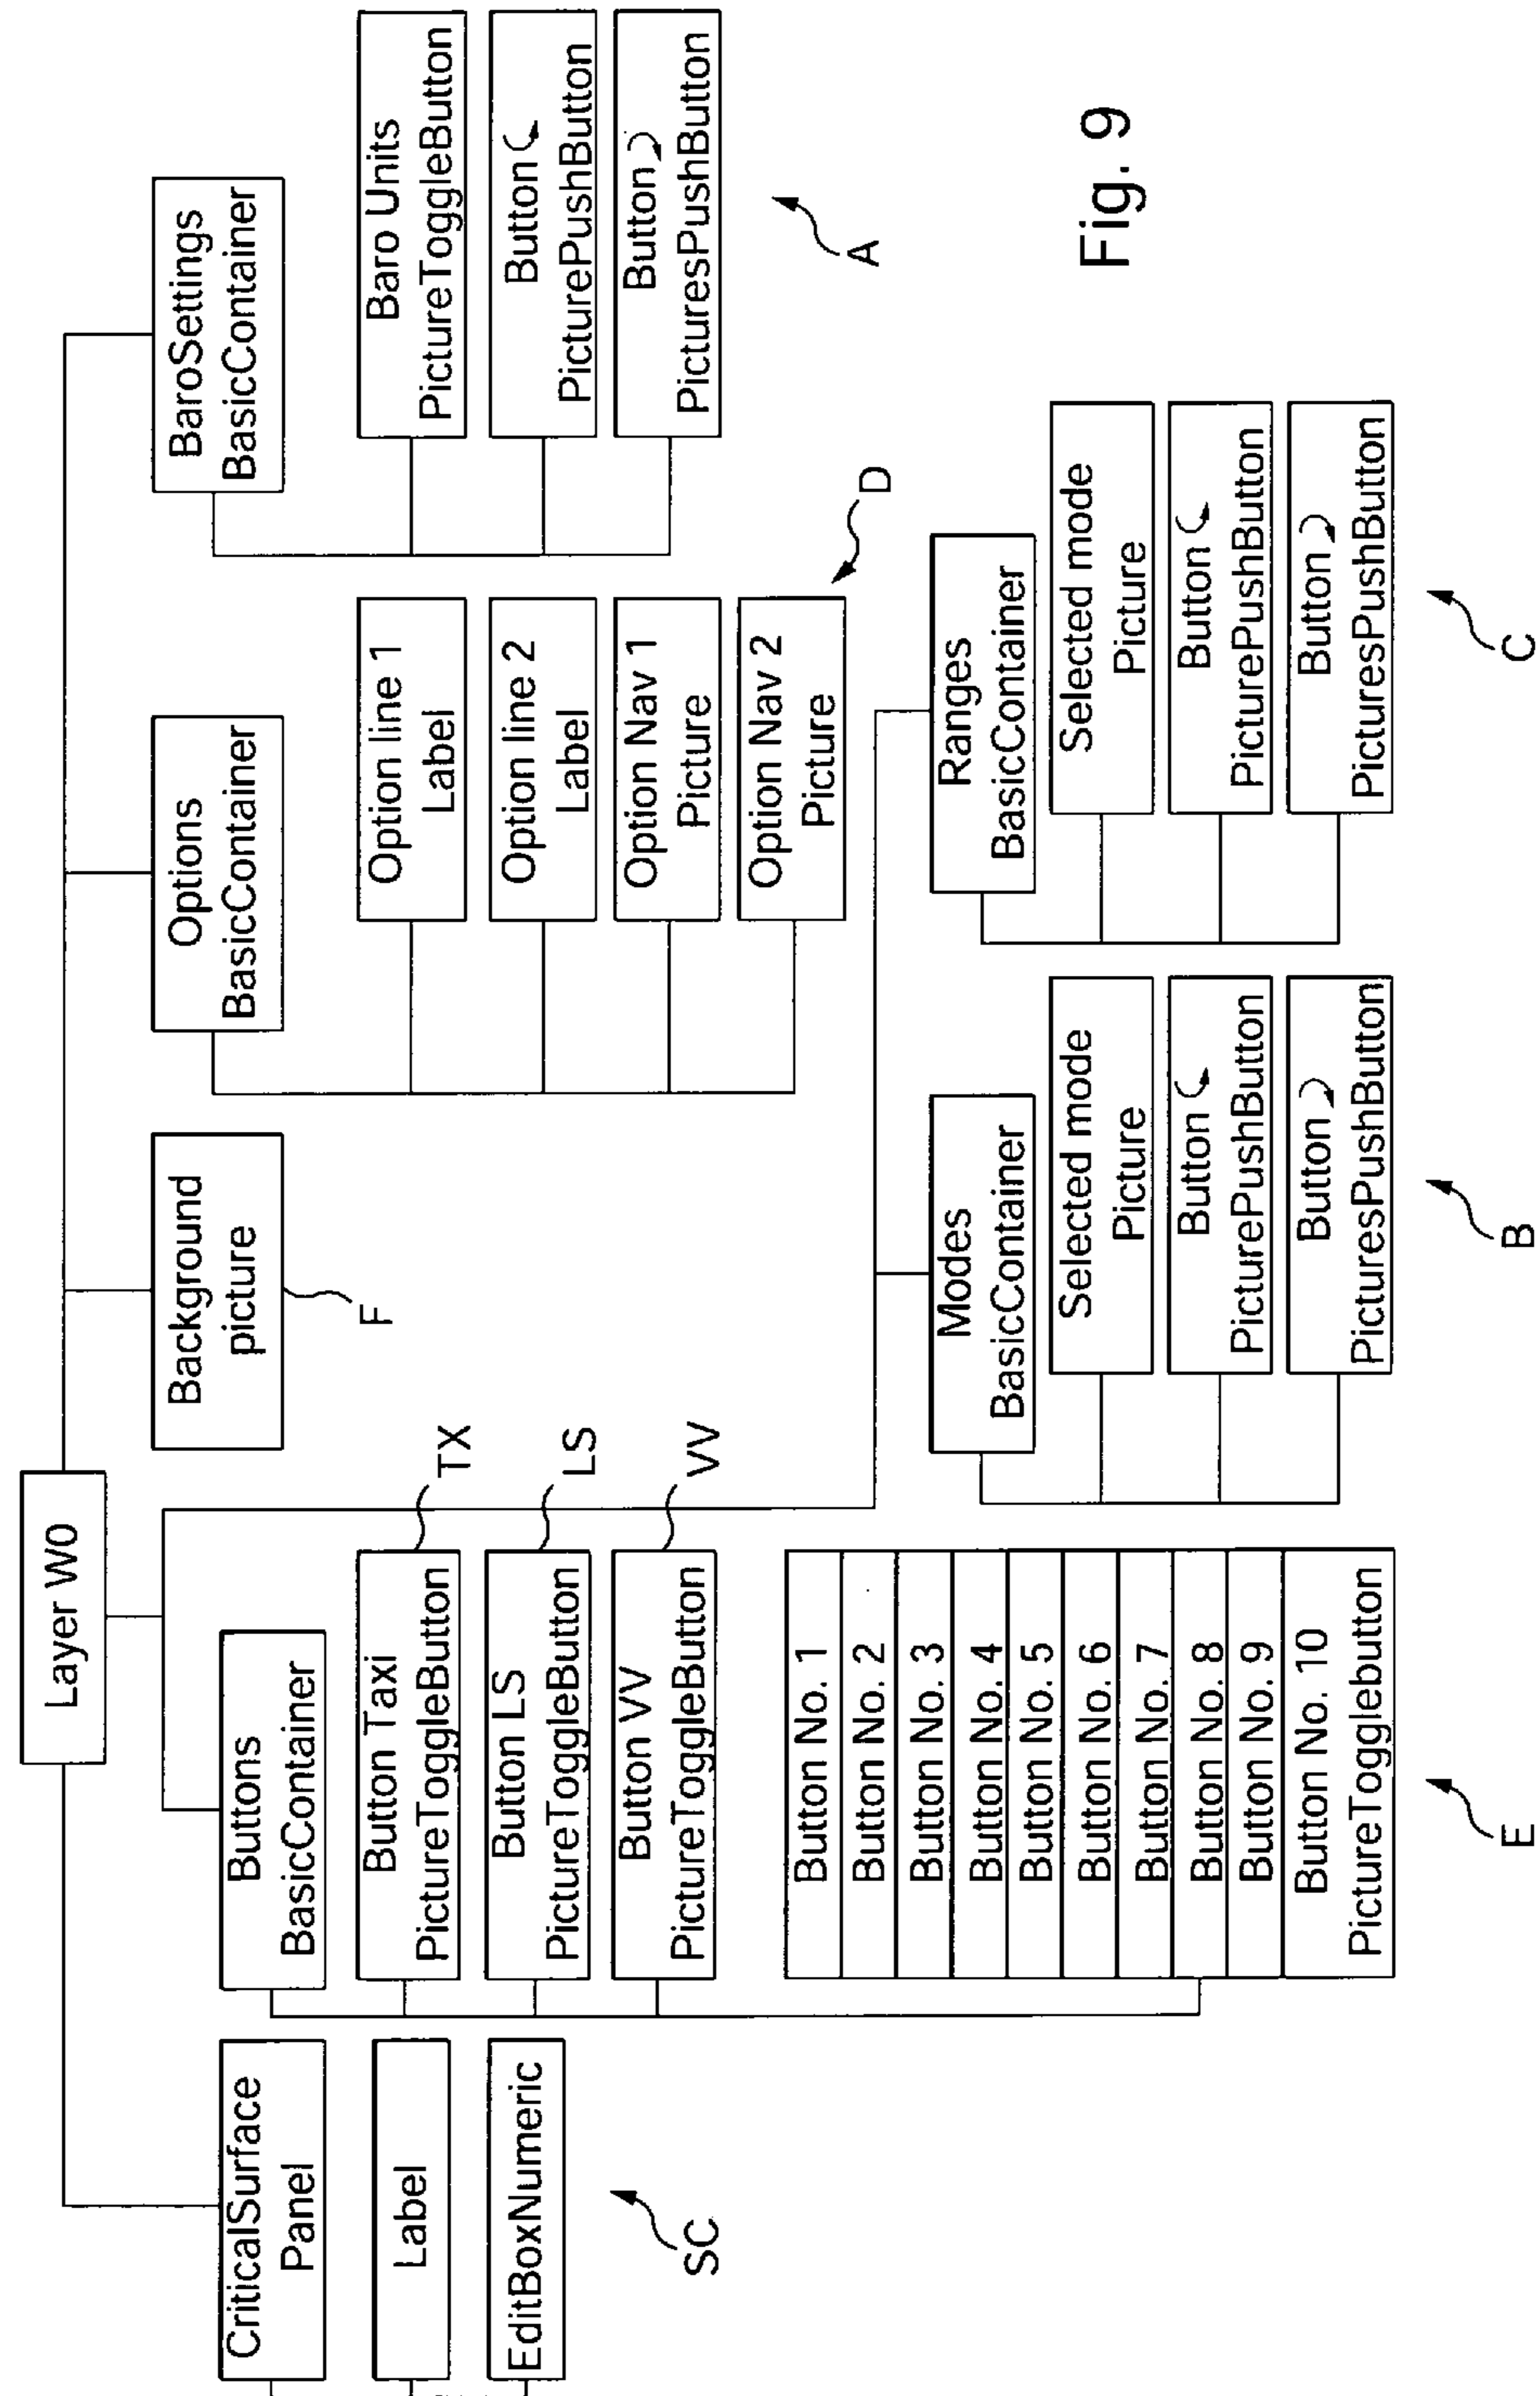 Layer W0
CriticalSurface
Panel
Label
EditBoxNumeric
SC
Buttons
BasicContainer
Button Taxi
PictureToggleButton
TX
Button LS
PictureToggleButton
LS
Button VV
PictureToggleButton
VV
Button No. 1
Button No. 2
Button No. 3
Button No. 4
Button No. 5
Button No. 6
Button No. 7
Button No. 8
Button No. 9
Button No. 10
PictureTogglebutton
E
Background
picture
F
Options
BasicContainer
Option line 1
Label
Option line 2
Label
Option Nav 1
Picture
Option Nav 2
Picture
D
BaroSettings
BasicContainer
Baro Units
PictureToggleButton
Button
PicturePushButton
Button
PicturesPushButton
A
Modes
BasicContainer
Selected mode
Picture
Button
PicturePushButton
Button
PicturesPushButton
B
Ranges
BasicContainer
Selected mode
Picture
Button
PicturePushButton
Button
PicturesPushButton
C
Fig. 9